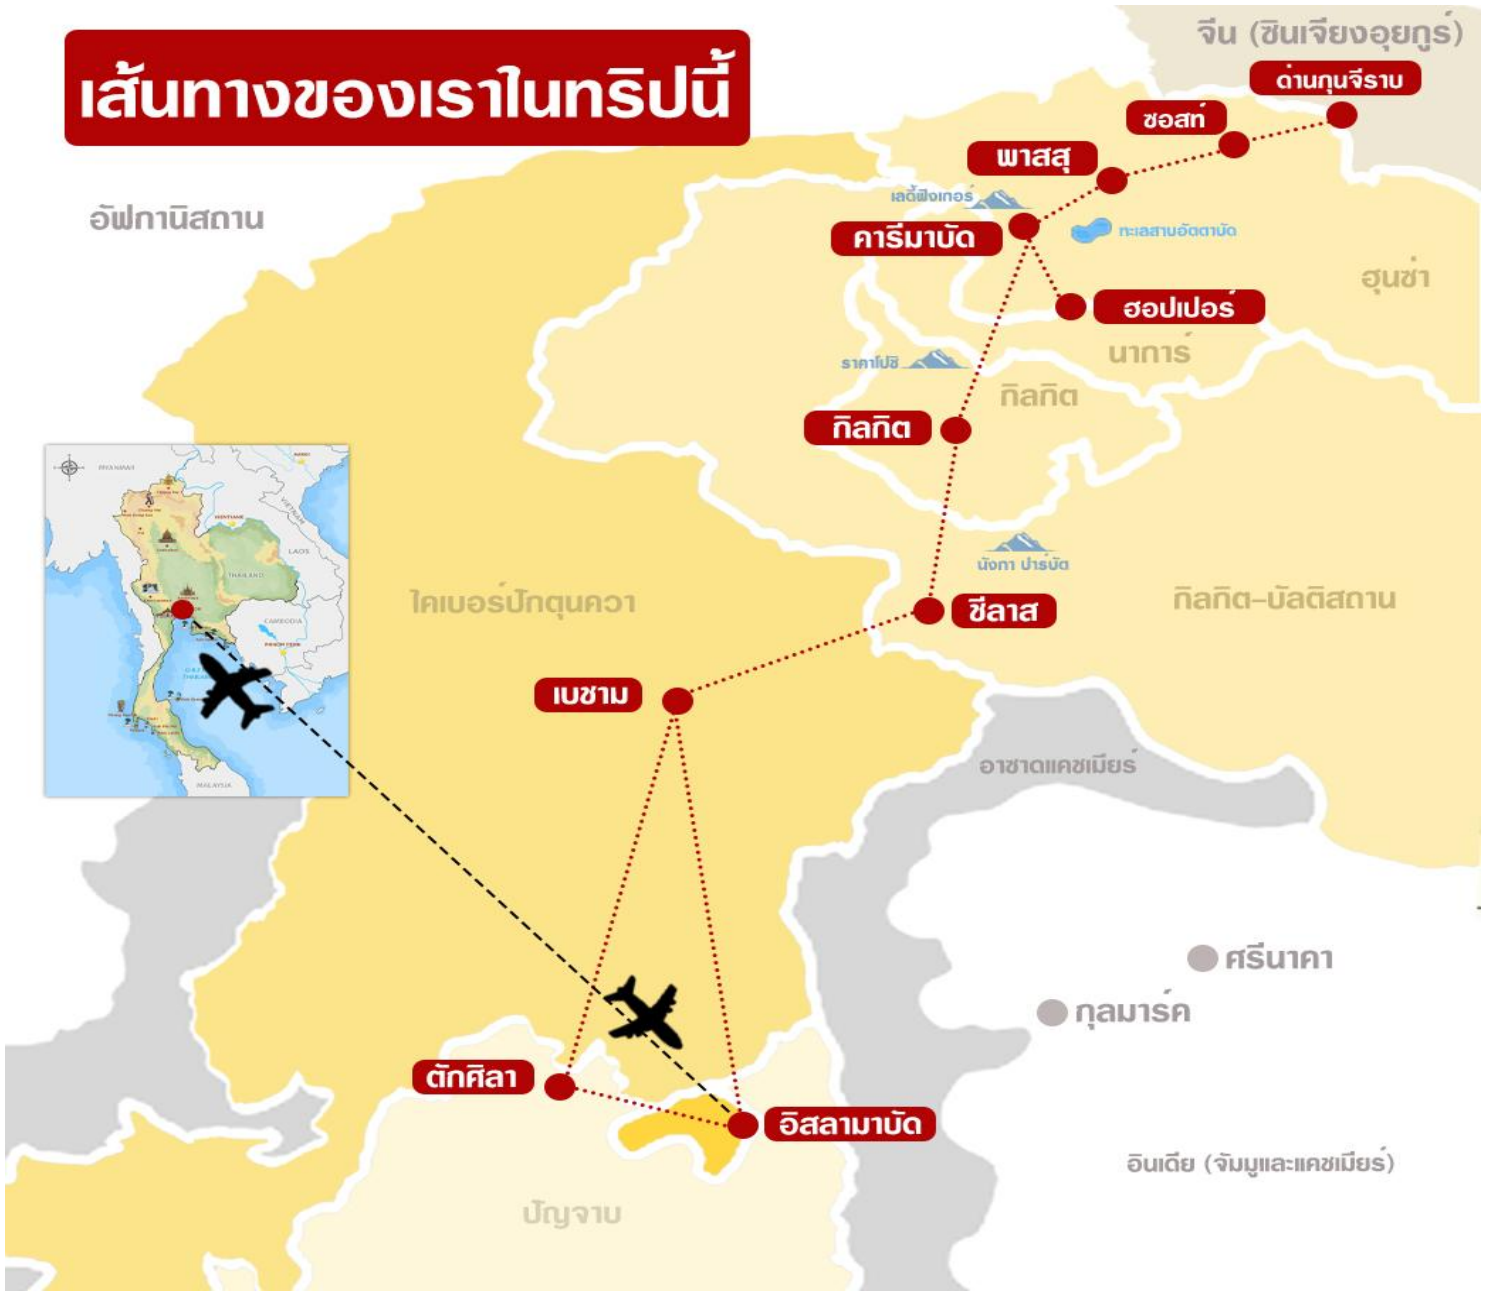 จีน (ซินเจียงอุยกูร์)
เส้นทางของเราในทริปนี้
ด่านกุนจีราบ
ซอสท์
พาสสุ
เลดี้ฟิงเกอร์
อัฟกานิสถาน
คารีมาบัด
ทะเลสาบอัตตาบัด
ฮุนซ่า
ฮอปเปอร์
นาการ์
ราคาโปชิ
กิลกิต
กิลกิต
MYANMAR
HANOI
VIETNAM
VIENTIANE
LAOS
THAILAND
CAMBODIA
PHNOM PENH
MALAYSIA
นังกา ปาร์บัต
ไคเบอร์ปักตุนควา
ชีลาส
กิลกิต-บัลติสถาน
เบชาม
อาซาดแคชเมียร์
ศรีนาคา
กุลมาร์ค
ตักศิลา
อิสลามาบัด
อินเดีย (จัมมูและแคชเมียร์)
ปัญจาบ